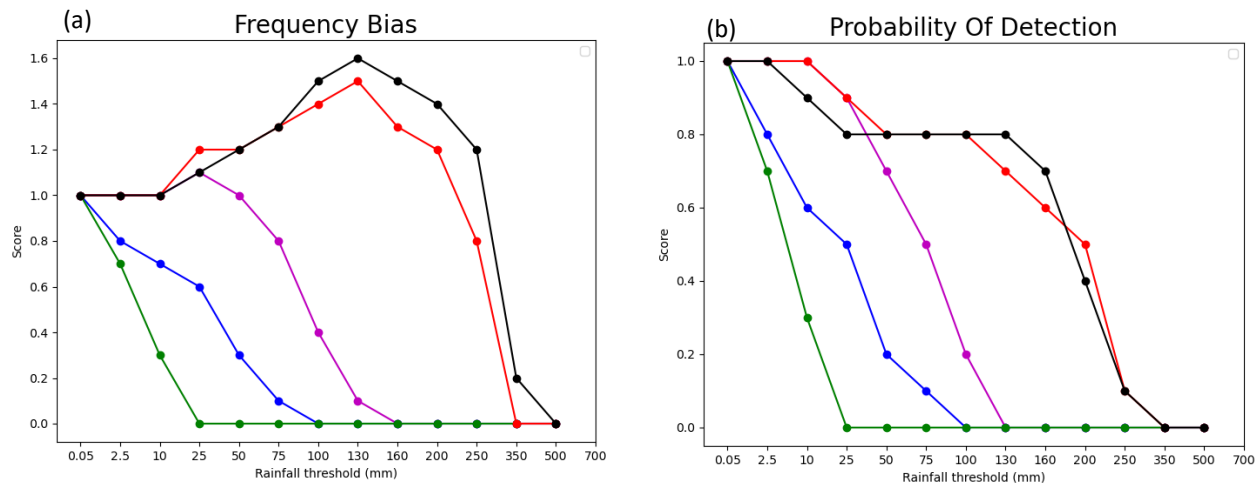 (a) Frequency Bias
1.6
1.4
1.2
1.0
0.8
0.6
0.4
0.2
0.0
Score
0.05 2.5 10 25 50 75 100 130 160 200 250 350 500 700
Rainfall threshold (mm)
(b) Probability Of Detection
1.0
0.8
0.6
0.4
0.2
0.0
Score
0.05 2.5 10 25 50 75 100 130 160 200 250 350 500 700
Rainfall threshold (mm)